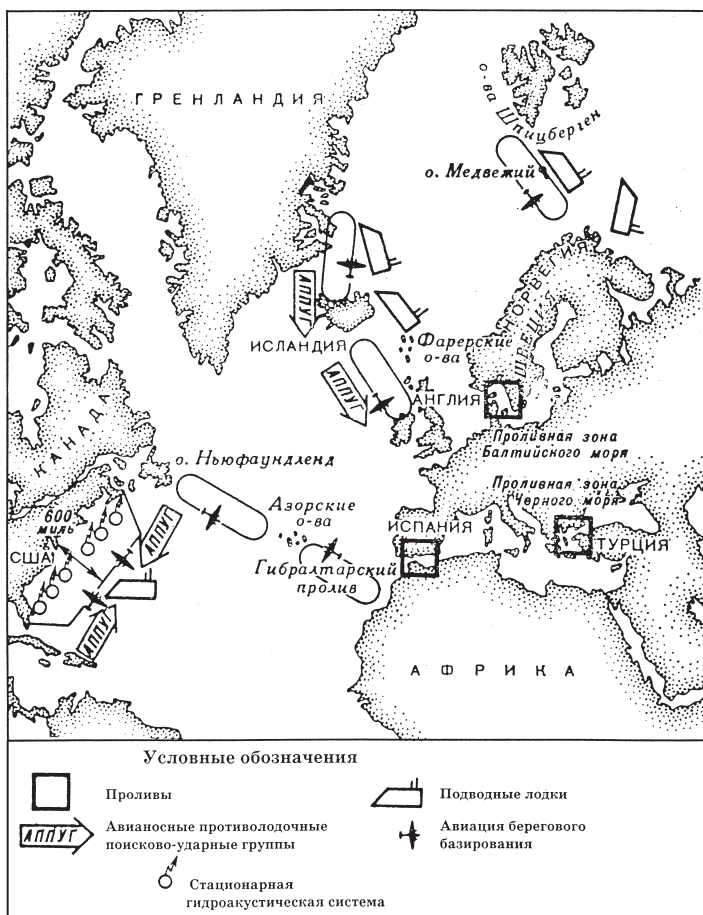 ГРЕНЛАНДИЯ
о-ва Шпицберген
о. Медвежий
НОРВЕГИЯ
ШВЕЦИЯ
АППУГ
ИСЛАНДИЯ
Фарерские
о-ва
АППУГ
АНГЛИЯ
Проливная зона
Балтийского моря
КАНАДА
о. Ньюфаундленд
Проливная зона
Черного моря
600
миль
Азорские
о-ва
ИСПАНИЯ
АППУГ
США
ТУРЦИЯ
Гибралтарский
пролив
АППУГ
АФРИКА
Условные обозначения
Проливы
Подводные лодки
АППУГ
Авианосные противолодочные
поисково-ударные группы
Авиация берегового
базирования
Стационарная
гидроакустическая система